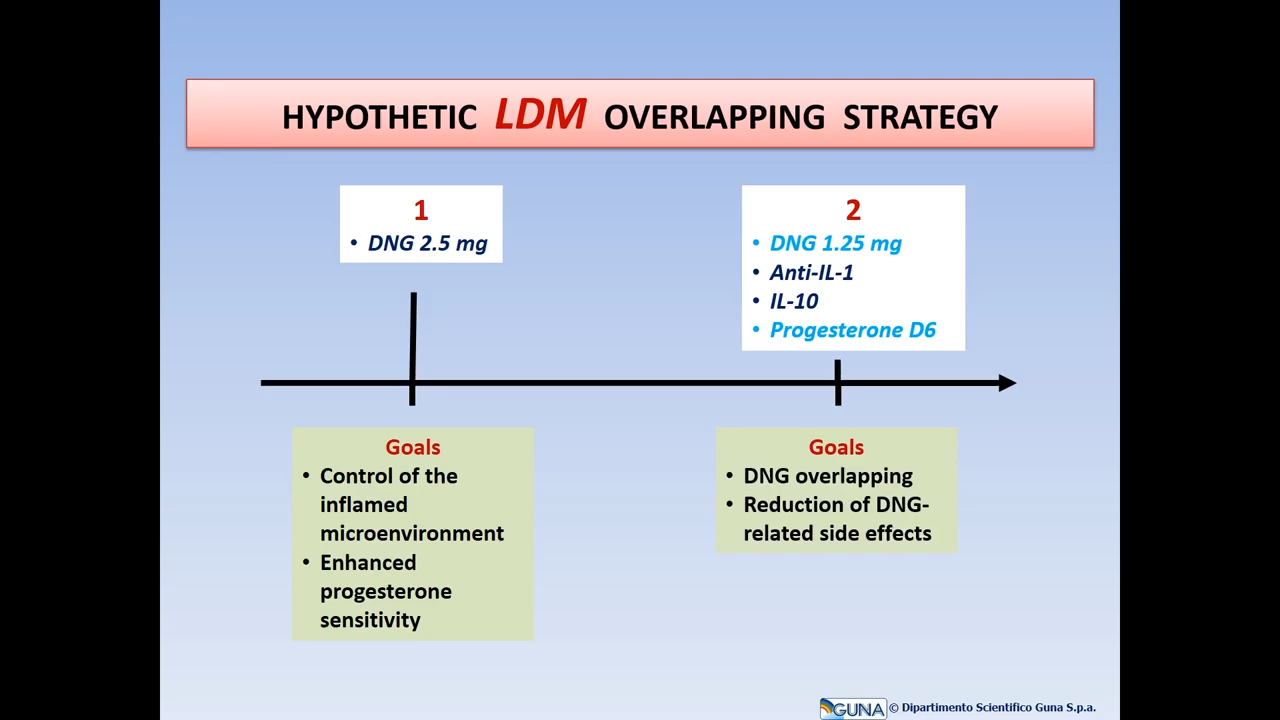 HYPOTHETIC LDM OVERLAPPING STRATEGY
1
• DNG 2.5 mg
2
• DNG 1.25 mg
• Anti-IL-1
• IL-10
• Progesterone D6
Goals
• Control of the
inflamed
microenvironment
• Enhanced
progesterone
sensitivity
Goals
• DNG overlapping
• Reduction of DNG-
related side effects
GUNA © Dipartimento Scientifico Guna S.p.a.